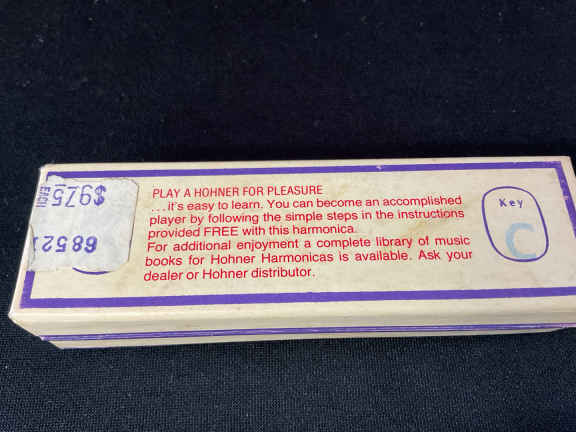 $9.75
EACH
68521
PLAY A HOHNER FOR PLEASURE
...it's easy to learn. You can become an accomplished
player by following the simple steps in the instructions
provided FREE with this harmonica.
For additional enjoyment a complete library of music
books for Hohner Harmonicas is available. Ask your
dealer or Hohner distributor.
Key
C